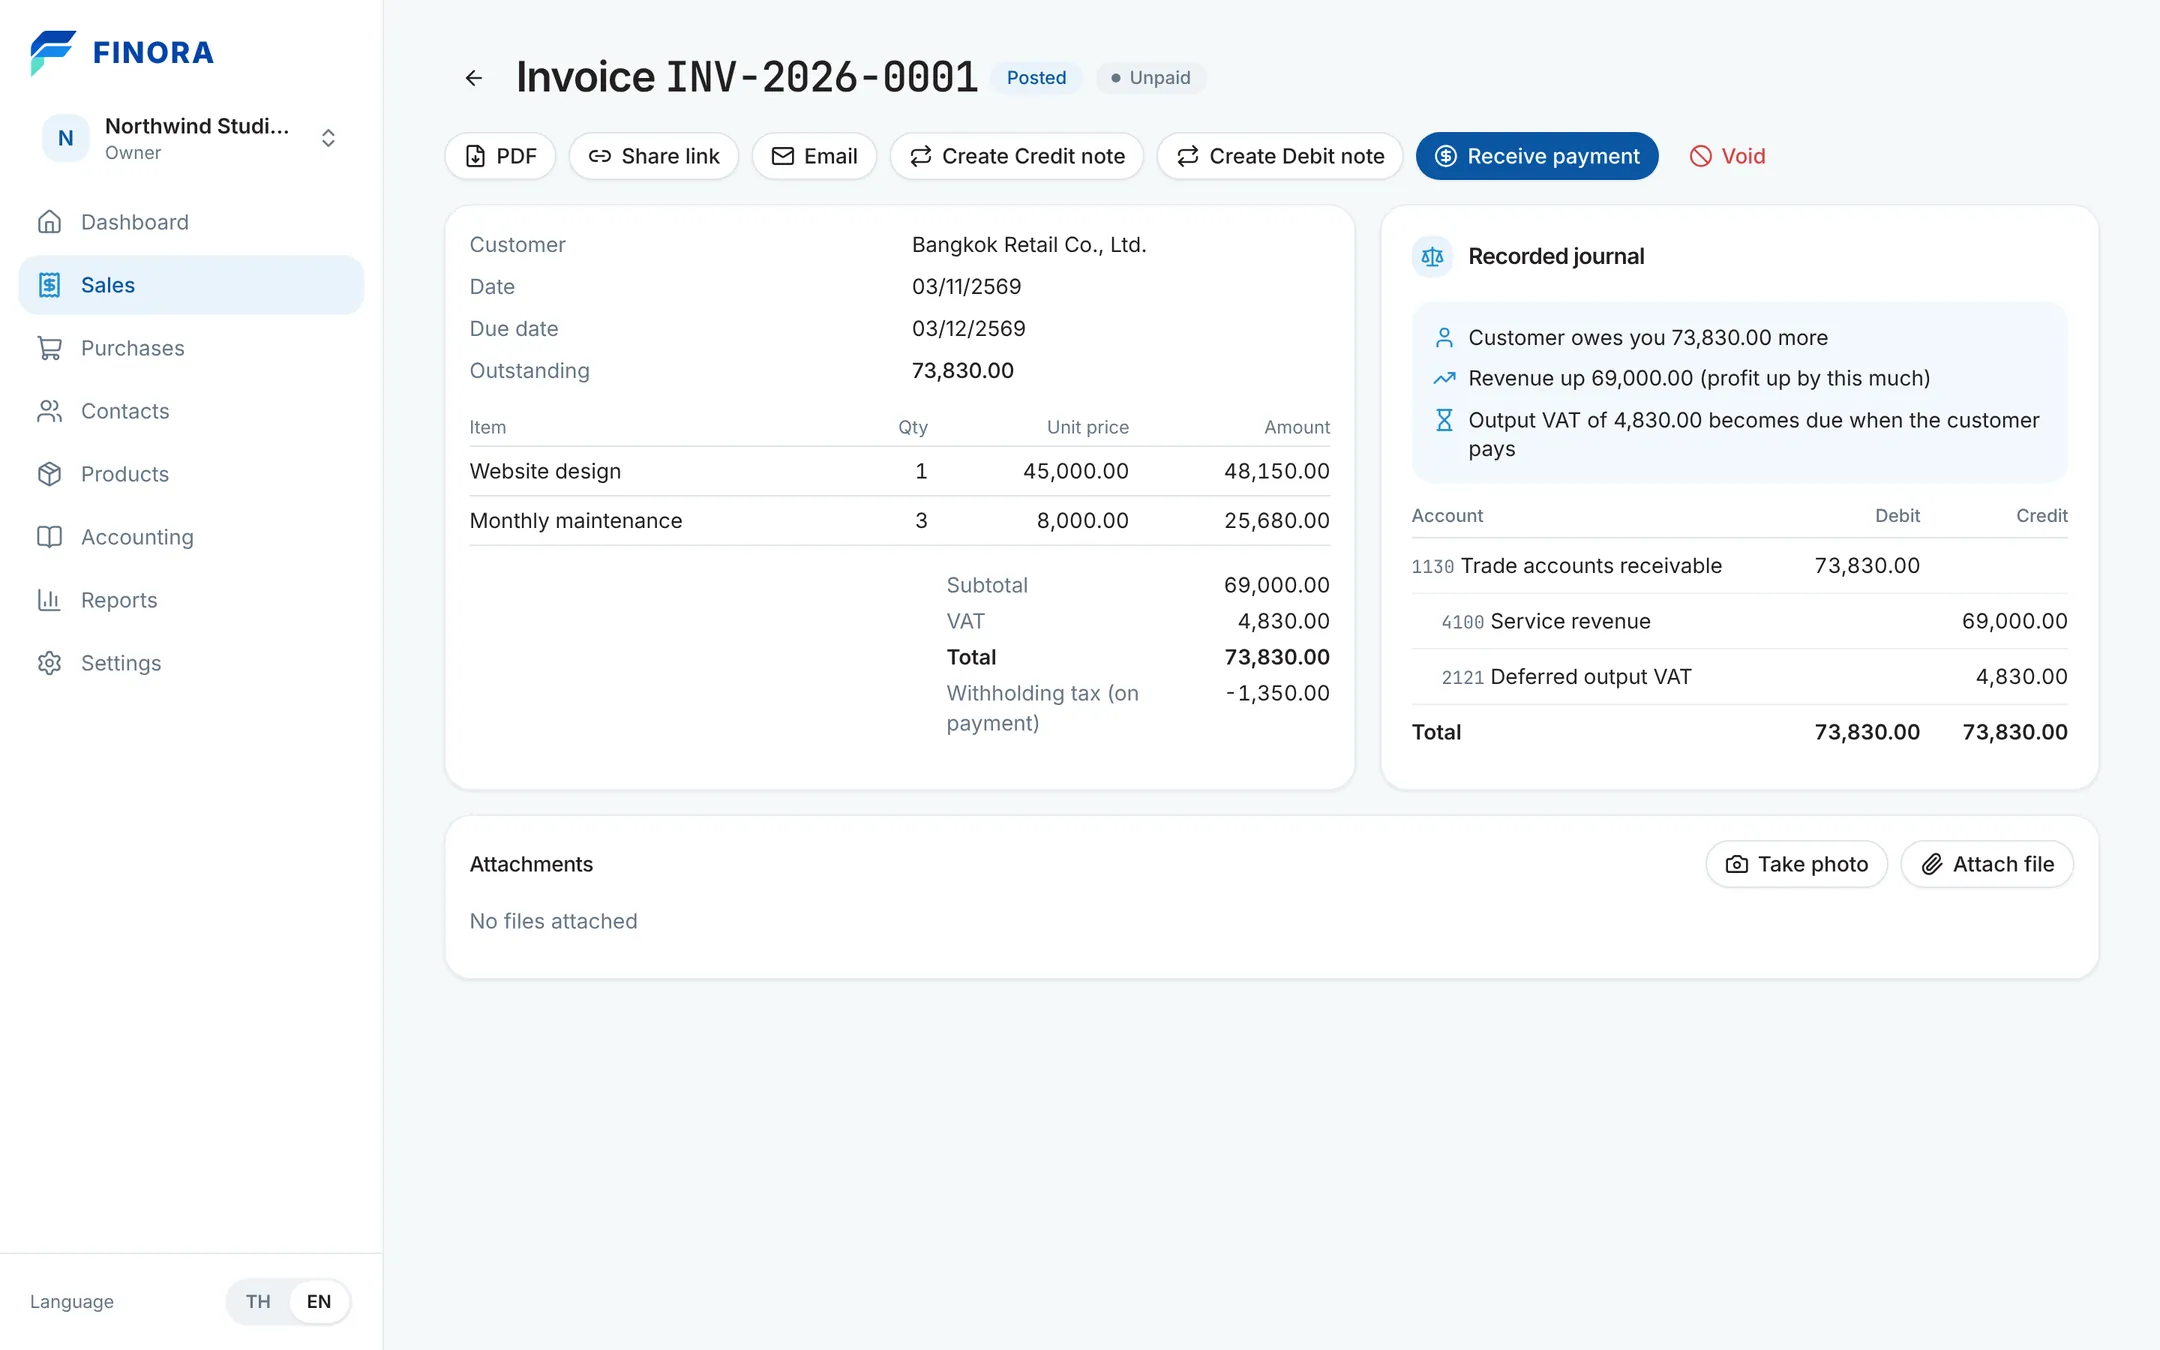 FINORA
N
Northwind Studi...
Owner
Dashboard
Sales
Purchases
Contacts
Products
Accounting
Reports
Settings
Language
TH EN
Invoice INV-2026-0001 Posted Unpaid
PDF Share link Email Create Credit note Create Debit note Receive payment Void
Customer Bangkok Retail Co., Ltd.
Date 03/11/2569
Due date 03/12/2569
Outstanding 73,830.00
Item Qty Unit price Amount
Website design 1 45,000.00 48,150.00
Monthly maintenance 3 8,000.00 25,680.00
Subtotal 69,000.00
VAT 4,830.00
Total 73,830.00
Withholding tax (on -1,350.00
payment)
Recorded journal
Customer owes you 73,830.00 more
Revenue up 69,000.00 (profit up by this much)
Output VAT of 4,830.00 becomes due when the customer
pays
Account Debit Credit
1130 Trade accounts receivable 73,830.00
4100 Service revenue 69,000.00
2121 Deferred output VAT 4,830.00
Total 73,830.00 73,830.00
Attachments
Take photo Attach file
No files attached